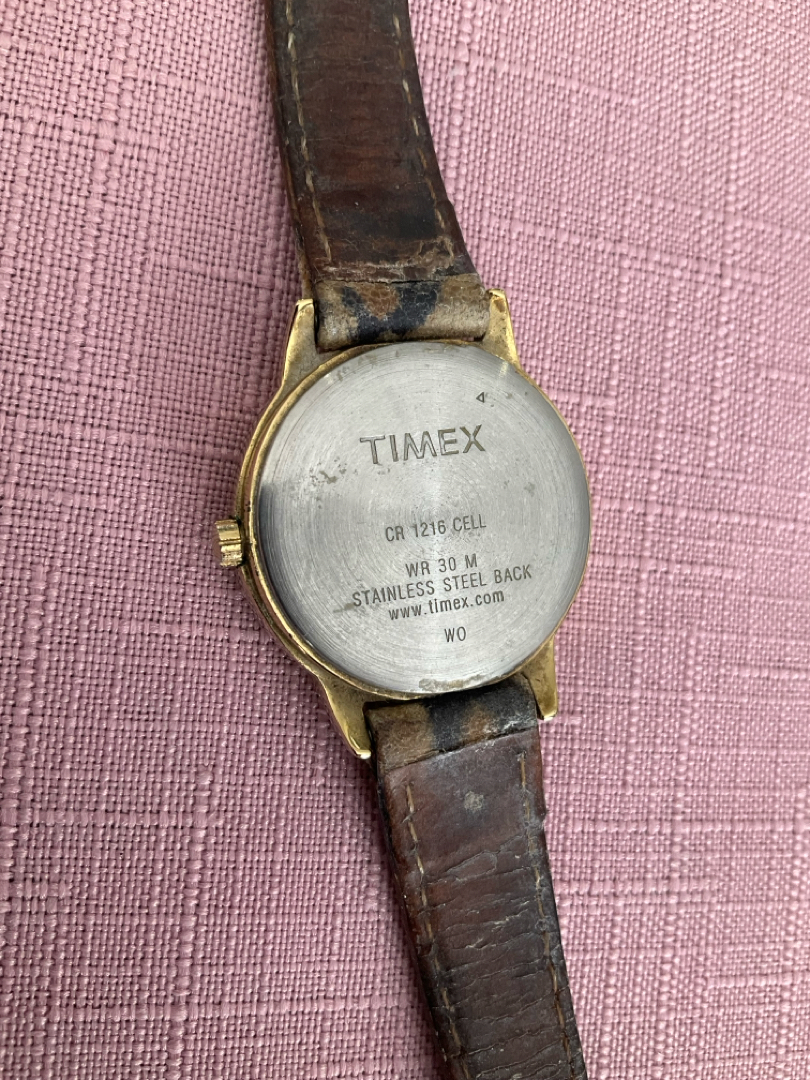 TIMEX
CR 1216 CELL
WR 30 M
STAINLESS STEEL BACK
www.timex.com
WO